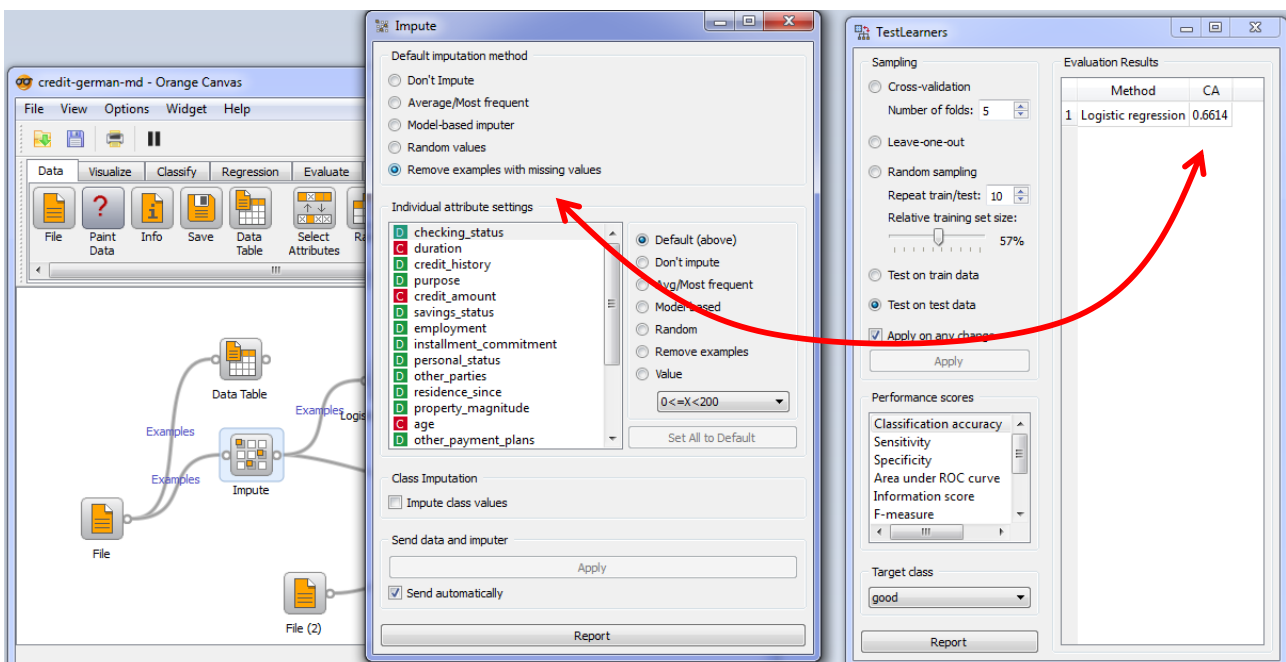 credit-german-md - Orange Canvas
File View Options Widget Help
Data Visualize Classify Regression Evaluate
? i
File Paint Data Info Save Data Table Select Attributes Ra
Data Table
Examples
Examples
Examples
Logis
Impute
File
File (2)
Impute
Default imputation method
Don't Impute
Average/Most frequent
Model-based imputer
Random values
Remove examples with missing values
Individual attribute settings
D checking_status
C duration
D credit_history
D purpose
C credit_amount
D savings_status
D employment
D installment_commitment
D personal_status
D other_parties
D residence_since
D property_magnitude
C age
D other_payment_plans
Default (above)
Don't impute
Avg/Most frequent
Model-based
Random
Remove examples
Value
0<=X<200
Set All to Default
Class Imputation
Impute class values
Send data and imputer
Apply
Send automatically
Report
TestLearners
Sampling
Cross-validation
Number of folds: 5
Leave-one-out
Random sampling
Repeat train/test: 10
Relative training set size:
57%
Test on train data
Test on test data
Apply on any change
Apply
Performance scores
Classification accuracy
Sensitivity
Specificity
Area under ROC curve
Information score
F-measure
Target class
good
Report
Evaluation Results
Method CA
1 Logistic regression 0.6614